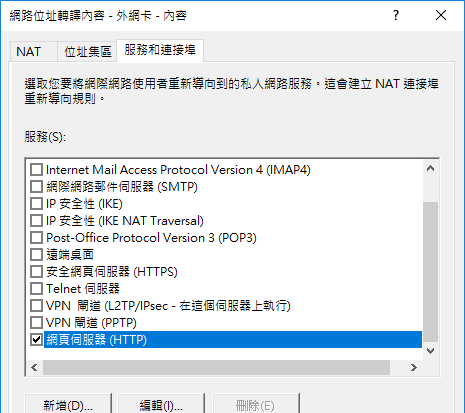 網路位址轉譯內容 - 外網卡 - 內容
NAT 位址集區 服務和連接埠
選取您要將網際網路使用者重新導向到的私人網路服務。這會建立 NAT 連接埠
重新導向規則。
服務(S):
Internet Mail Access Protocol Version 4 (IMAP4)
網際網路郵件伺服器 (SMTP)
IP 安全性 (IKE)
IP 安全性 (IKE NAT Traversal)
Post-Office Protocol Version 3 (POP3)
遠端桌面
安全網頁伺服器 (HTTPS)
Telnet 伺服器
VPN 閘道 (L2TP/IPsec - 在這個伺服器上執行)
VPN 閘道 (PPTP)
網頁伺服器 (HTTP)
新增(D)... 編輯(I)... 刪除(E)